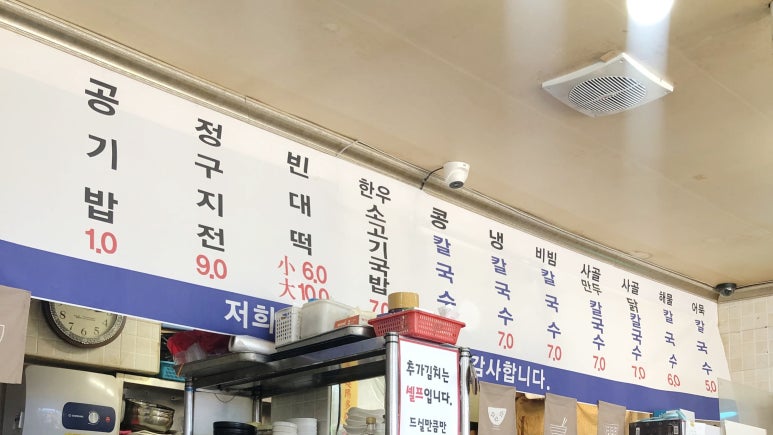 공기밥
1.0
정구지전
9.0
빈대떡
小 6.0
大 10.0
한우
소고기국밥
7.0
콩
칼국수
냉
칼국수
7.0
비빔
칼국수
7.0
사골
만두
칼국수
7.0
사골
닭
칼국수
7.0
해물
칼국수
6.0
어묵
칼국수
5.0
저희
감사합니다.
추가김치는
셀프입니다.
드실만큼만